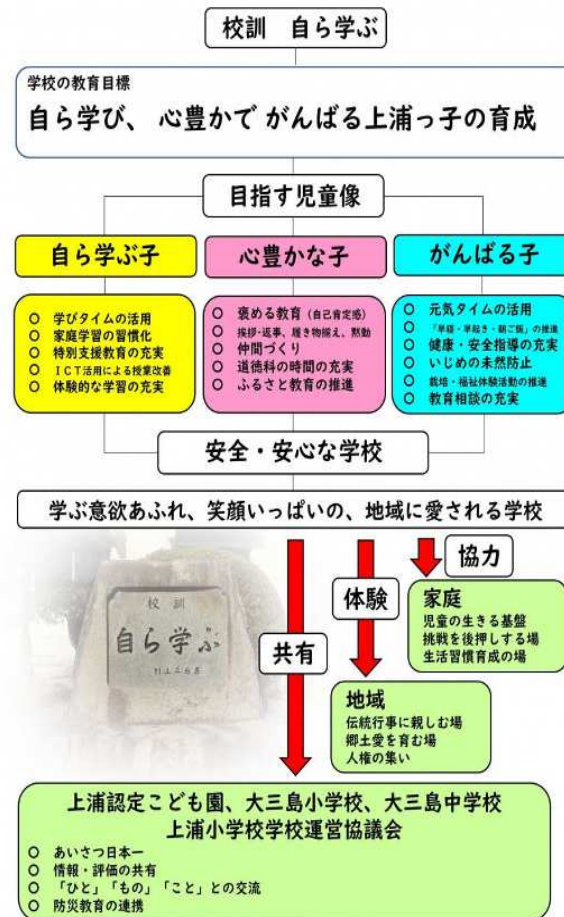 校訓 自ら学ぶ
学校の教育目標
自ら学び、心豊かで がんばる上浦っ子の育成
目指す児童像
自ら学ぶ子
○ 学びタイムの活用
○ 家庭学習の習慣化
○ 特別支援教育の充実
○ ICT活用による授業改善
○ 体験的な学習の充実
心豊かな子
○ 褒める教育(自己肯定感)
○ 挨拶・返事、履き物揃え、黙動
○ 仲間づくり
○ 道徳科の時間の充実
○ ふるさと教育の推進
がんばる子
○ 元気タイムの活用
○ 「早寝・早起き・朝ご飯」の推進
○ 健康・安全指導の充実
○ いじめの未然防止
○ 栽培・福祉体験活動の推進
○ 教育相談の充実
安全・安心な学校
学ぶ意欲あふれ、笑顔いっぱいの、地域に愛される学校
協力
家庭
児童の生きる基盤
挑戦を後押しする場
生活習慣育成の場
体験
地域
伝統行事に親しむ場
郷土愛を育む場
人権の集い
共有
校訓
自ら学ぶ
上浦認定こども園、大三島小学校、大三島中学校
上浦小学校学校運営協議会
○ あいさつ日本一
○ 情報・評価の共有
○ 「ひと」「もの」「こと」との交流
○ 防災教育の連携